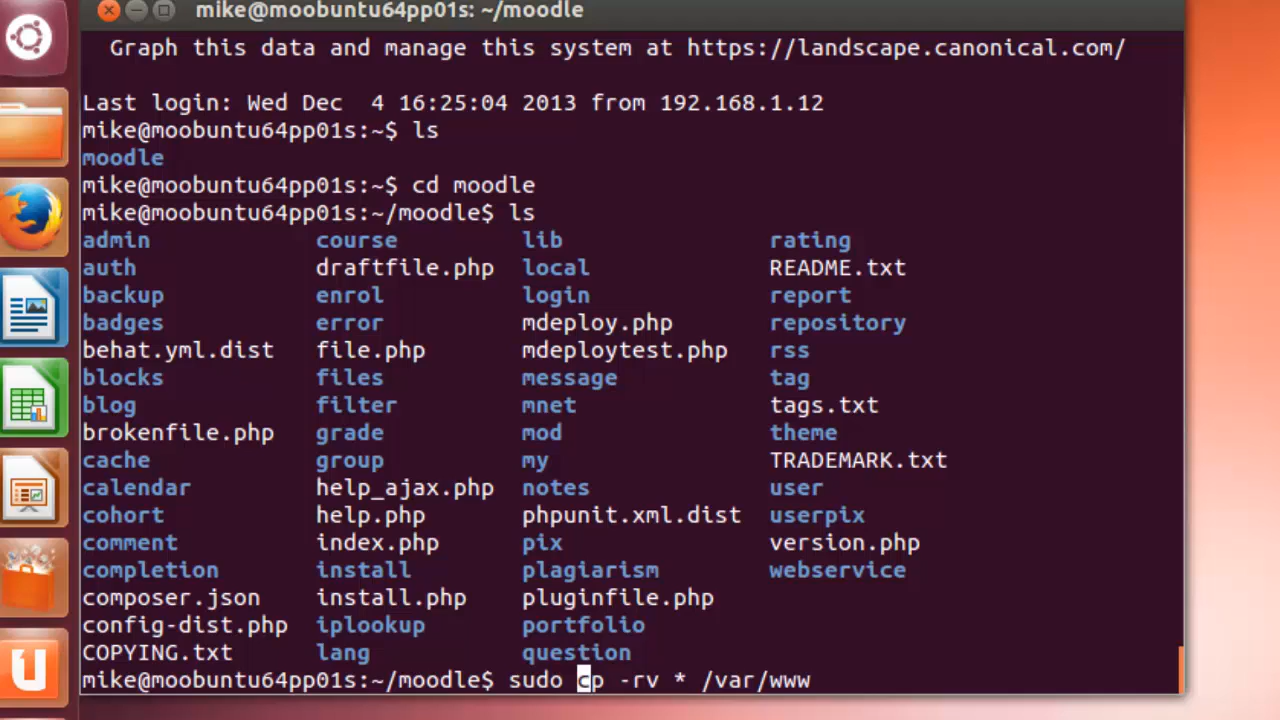 mike@moobuntu64pp01s: ~/moodle
Graph this data and manage this system at https://landscape.canonical.com/
Last login: Wed Dec  4 16:25:04 2013 from 192.168.1.12
mike@moobuntu64pp01s:~$ ls
moodle
mike@moobuntu64pp01s:~$ cd moodle
mike@moobuntu64pp01s:~/moodle$ ls
admin course lib rating
auth draftfile.php local README.txt
backup enrol login report
badges error mdeploy.php repository
behat.yml.dist file.php mdeploytest.php rss
blocks files message tag
blog filter mnet tags.txt
brokenfile.php grade mod theme
cache group my TRADEMARK.txt
calendar help_ajax.php notes user
cohort help.php phpunit.xml.dist userpix
comment index.php pix version.php
completion install plagiarism webservice
composer.json install.php pluginfile.php
config-dist.php iplookup portfolio
COPYING.txt lang question
mike@moobuntu64pp01s:~/moodle$ sudo cp -rv * /var/www